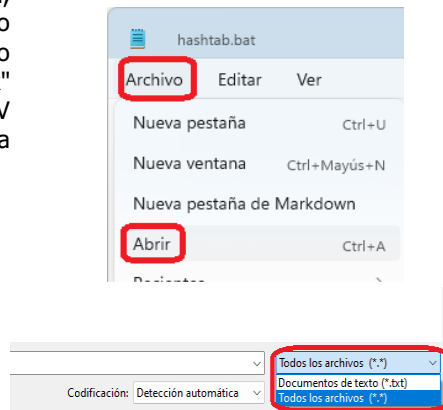 )
o
o
"
V
a
hashtab.bat
Archivo Editar Ver
Nueva pestaña Ctrl+U
Nueva ventana Ctrl+Mayús+N
Nueva pestaña de Markdown
Abrir Ctrl+A
Recientes
Todos los archivos (*.*)
Documentos de texto (*.txt)
Codificación: Detección automática Todos los archivos (*.*)